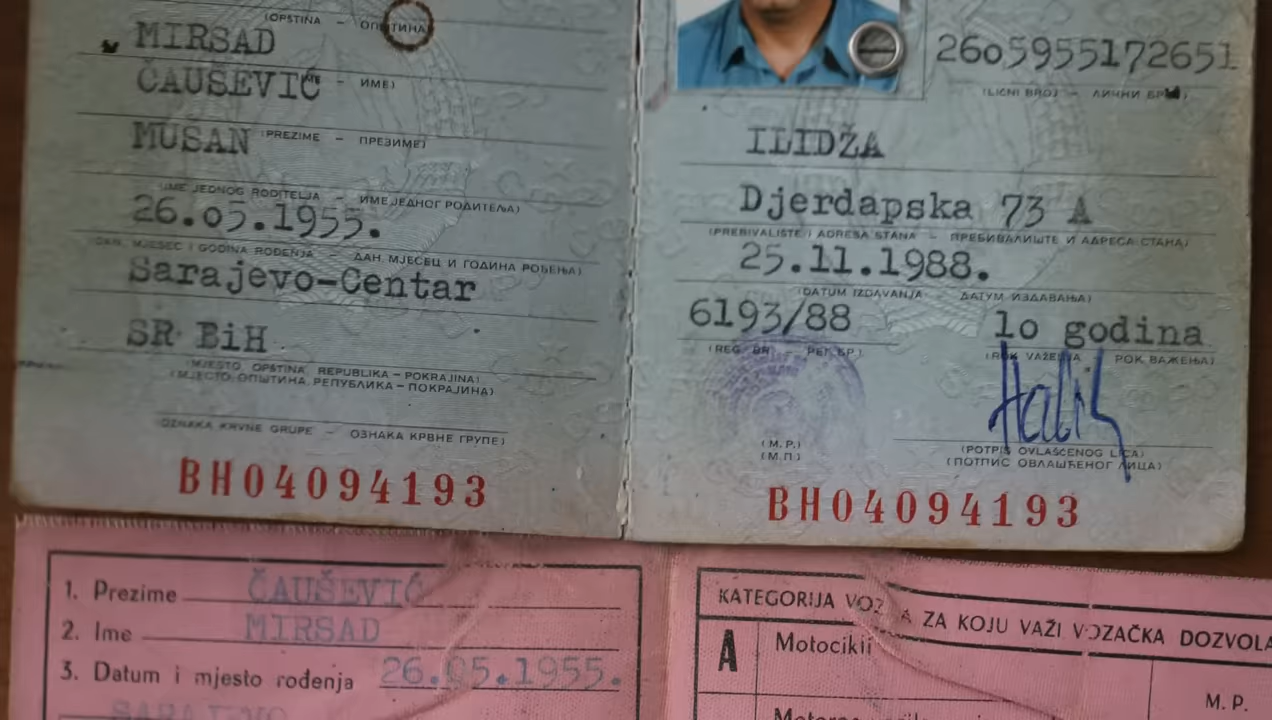 (OPŠTINA – ОПШТИНА)
MIRSAD
ČAUŠEVIĆ
– ИМЕ)
MUSAN
(PREZIME – ПРЕЗИМЕ)
(IME JEDNOG RODITELJA – ИМЕ ЈЕДНОГ РОДИТЕЉА)
26.05.1955.
DAN, MJESEC I GODINA ROĐENJA – ДАН, МЈЕСЕЦ И ГОДИНА РОЂЕЊА)
Sarajevo-Centar
SR BiH
(MJESTO, OPŠTINA, REPUBLIKA – POKRAJINA)
(МЈЕСТО, ОПШТИНА, РЕПУБЛИКА – ПОКРАЈИНА)
OZNAKA KRVNE GRUPE – ОЗНАКА КРВНЕ ГРУПЕ)
BH04094193
26o5955172651
(LIČNI BROJ – ЛИЧНИ БРОЈ)
ILIDŽA
Djerdapska 73 A
(PREBIVALIŠTE I ADRESA STANA – ПРЕБИВАЛИШТЕ И АДРЕСА СТАНА)
25.11.1988.
(DATUM IZDAVANJA – ДАТУМ ИЗДАВАЊА)
6193/88
1o godina
(REG. BR. – РЕГ. БР.)
(ROK VAŽENJA – РОК ВАЖЕЊА)
(M.P.)
(М.П.)
(POTPIS OVLAŠĆENOG LICA)
(ПОТПИС ОВЛАШЋЕНОГ ЛИЦА)
BH04094193
1. Prezime ČAUŠEVIĆ
2. Ime MIRSAD
3. Datum i mjesto rođenja 26.05.1955.
SARAJEVO
KATEGORIJA VOZILA ZA KOJU VAŽI VOZAČKA DOZVOLA
A Motocikli
M. P.